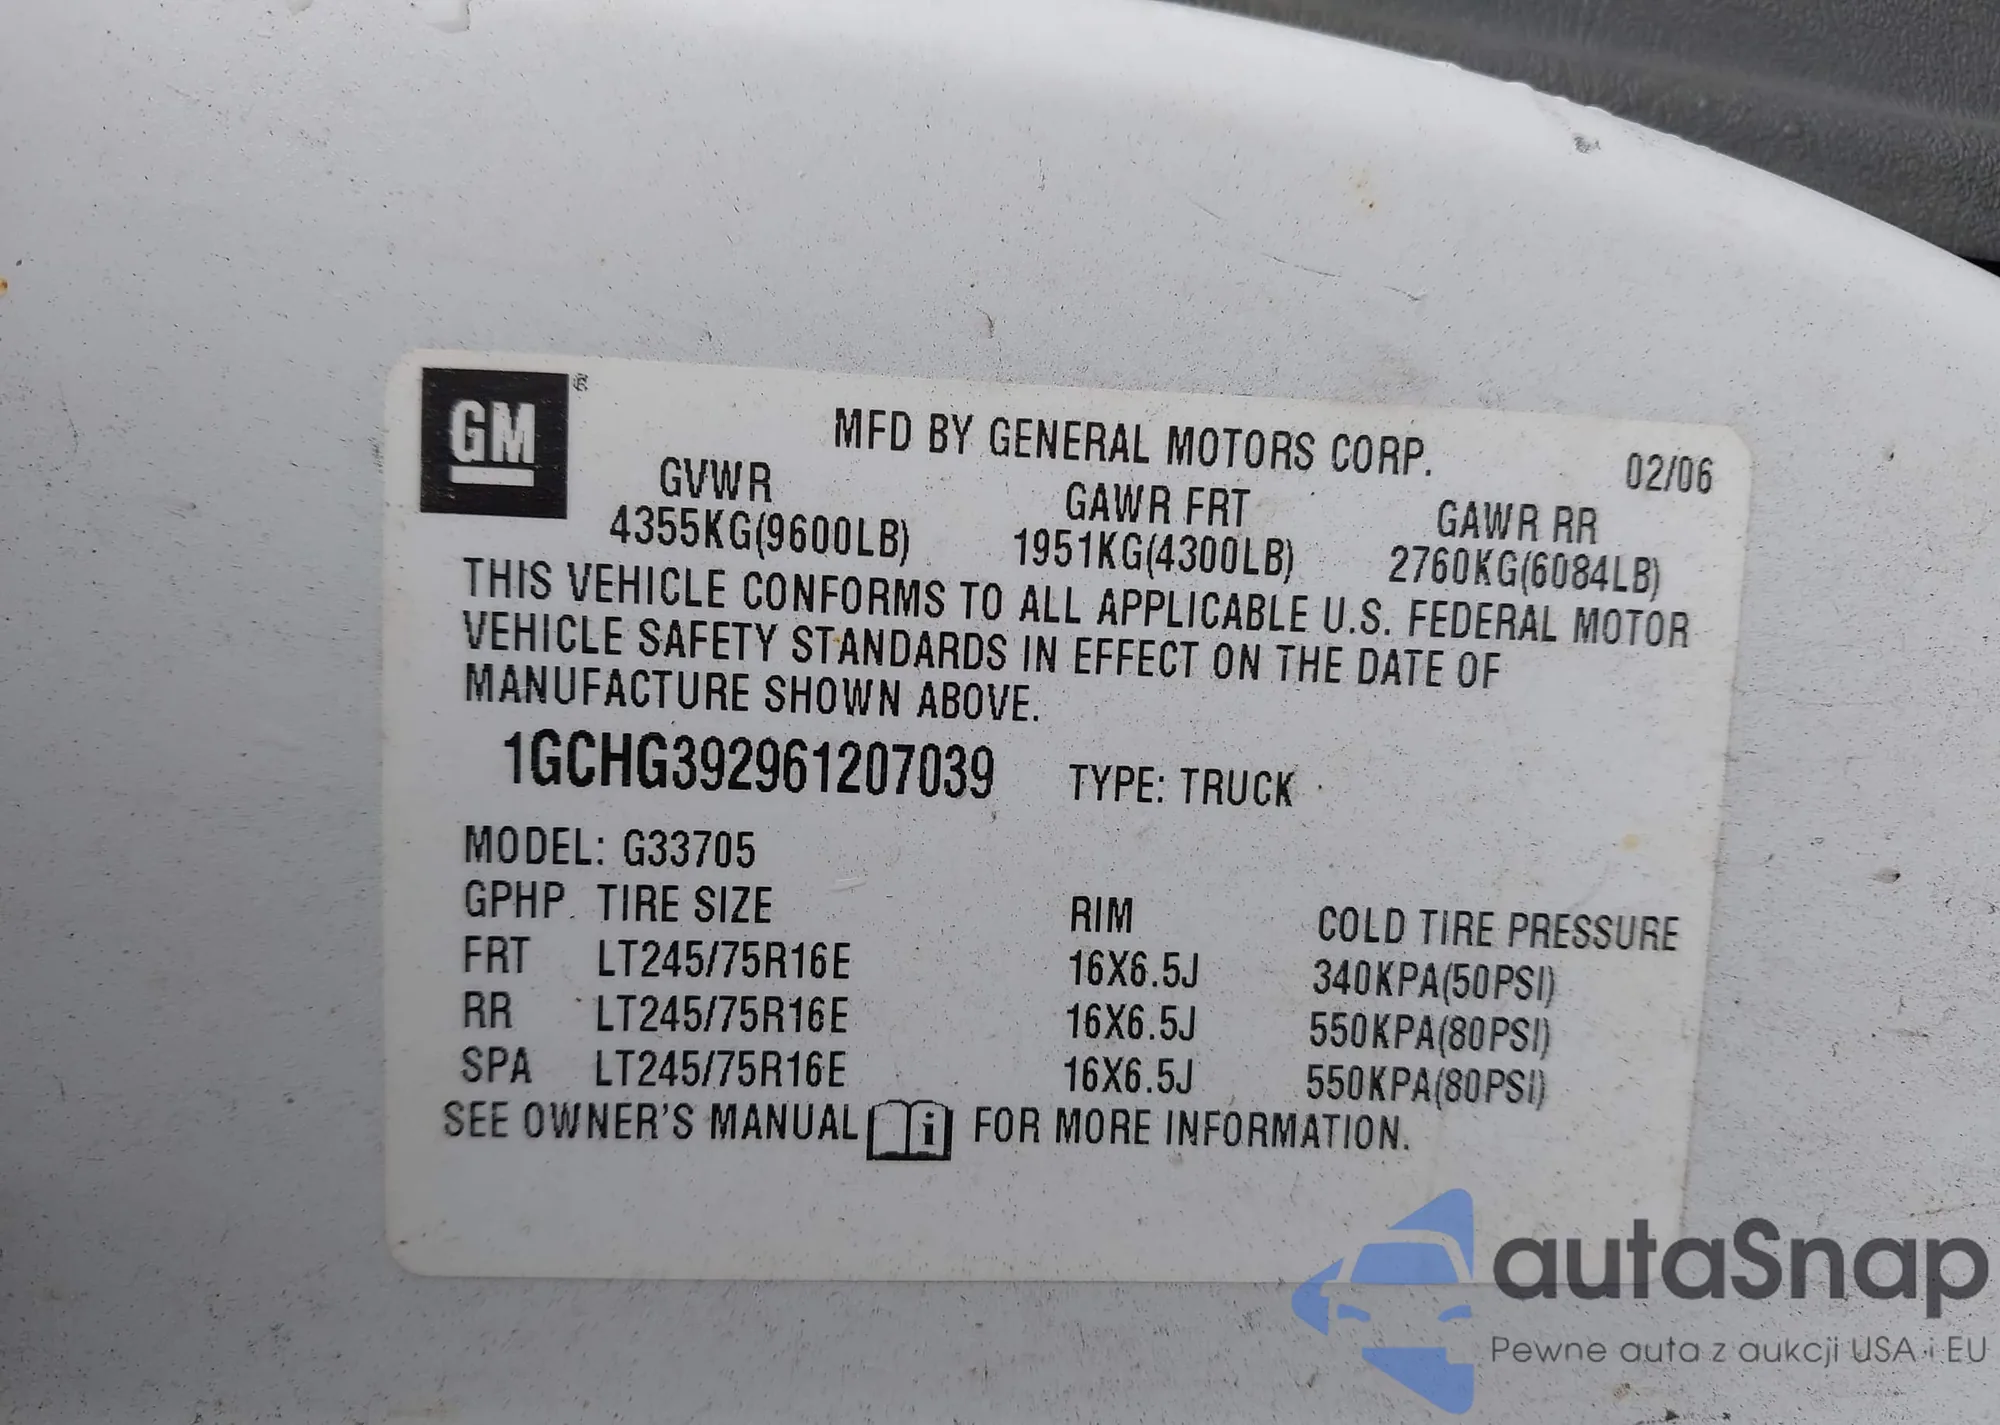 GM ®
MFD BY GENERAL MOTORS CORP. 02/06
GVWR GAWR FRT GAWR RR
4355KG(9600LB) 1951KG(4300LB) 2760KG(6084LB)
THIS VEHICLE CONFORMS TO ALL APPLICABLE U.S. FEDERAL MOTOR
VEHICLE SAFETY STANDARDS IN EFFECT ON THE DATE OF
MANUFACTURE SHOWN ABOVE.
1GCHG392961207039 TYPE: TRUCK
MODEL: G33705
GPHP TIRE SIZE RIM COLD TIRE PRESSURE
FRT LT245/75R16E 16X6.5J 340KPA(50PSI)
RR LT245/75R16E 16X6.5J 550KPA(80PSI)
SPA LT245/75R16E 16X6.5J 550KPA(80PSI)
SEE OWNER'S MANUAL i FOR MORE INFORMATION.
autaSnap
Pewne auta z aukcji USA i EU